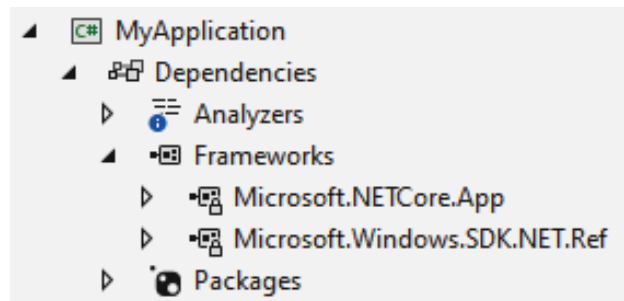 C# MyApplication
Dependencies
Analyzers
Frameworks
Microsoft.NETCore.App
Microsoft.Windows.SDK.NET.Ref
Packages